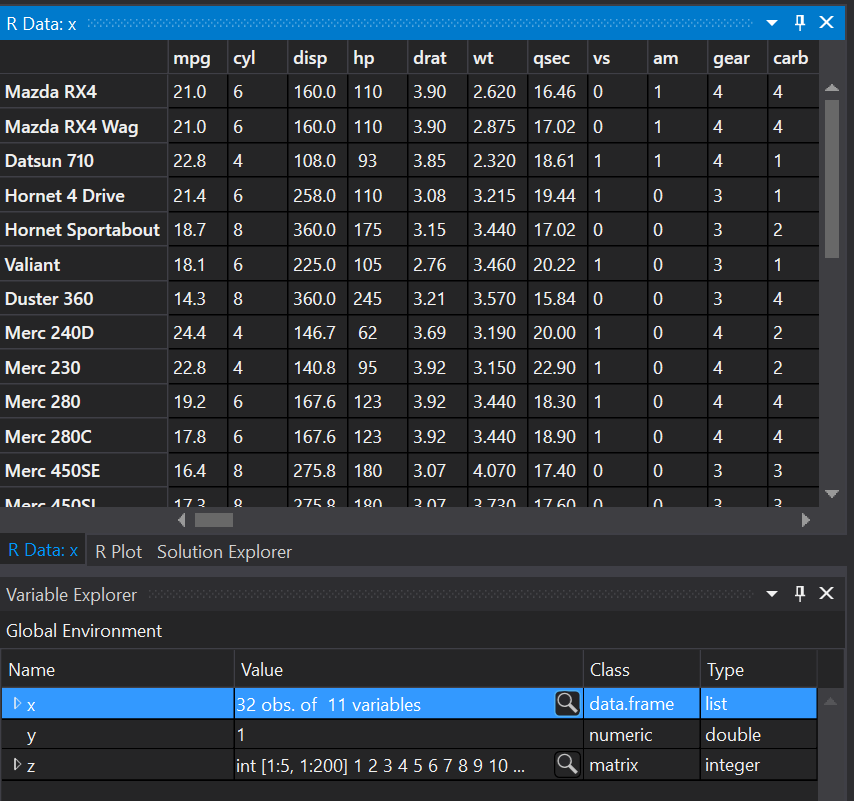 R Data: x
mpg cyl disp hp drat wt qsec vs am gear carb
Mazda RX4 21.0 6 160.0 110 3.90 2.620 16.46 0 1 4 4
Mazda RX4 Wag 21.0 6 160.0 110 3.90 2.875 17.02 0 1 4 4
Datsun 710 22.8 4 108.0 93 3.85 2.320 18.61 1 1 4 1
Hornet 4 Drive 21.4 6 258.0 110 3.08 3.215 19.44 1 0 3 1
Hornet Sportabout 18.7 8 360.0 175 3.15 3.440 17.02 0 0 3 2
Valiant 18.1 6 225.0 105 2.76 3.460 20.22 1 0 3 1
Duster 360 14.3 8 360.0 245 3.21 3.570 15.84 0 0 3 4
Merc 240D 24.4 4 146.7 62 3.69 3.190 20.00 1 0 4 2
Merc 230 22.8 4 140.8 95 3.92 3.150 22.90 1 0 4 2
Merc 280 19.2 6 167.6 123 3.92 3.440 18.30 1 0 4 4
Merc 280C 17.8 6 167.6 123 3.92 3.440 18.90 1 0 4 4
Merc 450SE 16.4 8 275.8 180 3.07 4.070 17.40 0 0 3 3
Merc 450SL 17.3 8 275.8 180 3.07 3.730 17.60 0 0 3 3
R Data: x R Plot Solution Explorer
Variable Explorer
Global Environment
Name Value Class Type
x 32 obs. of 11 variables data.frame list
y 1 numeric double
z int [1:5, 1:200] 1 2 3 4 5 6 7 8 9 10 ... matrix integer